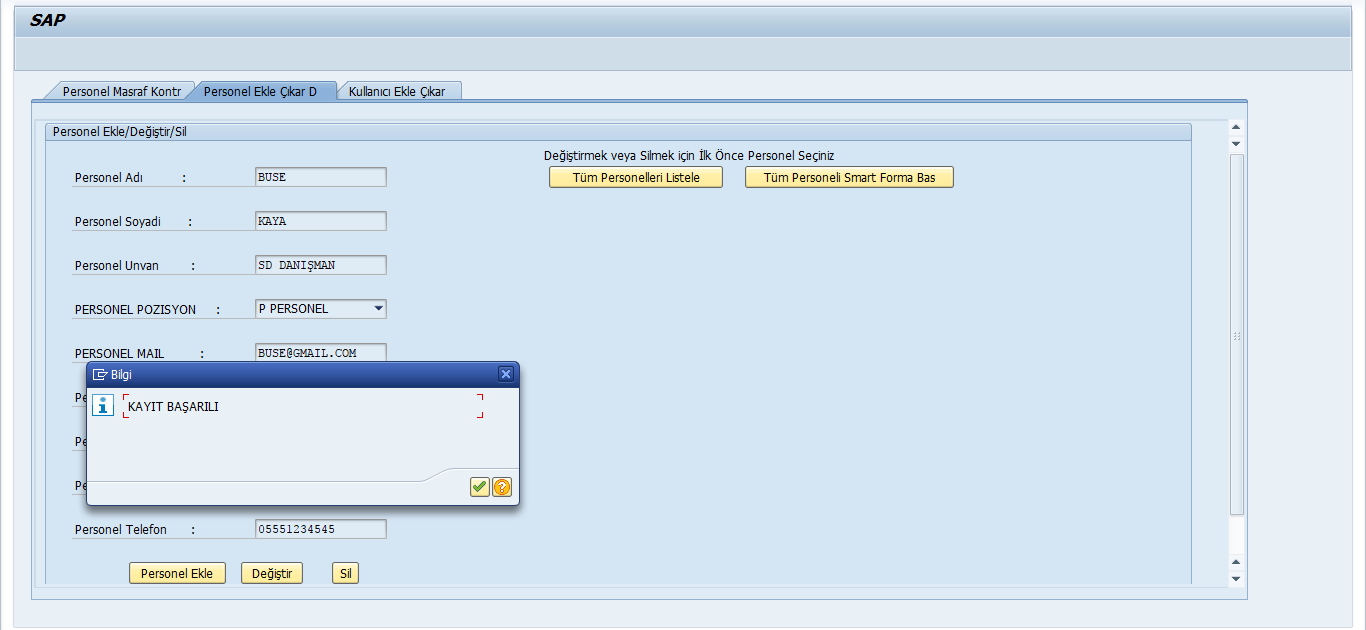 SAP
Personel Masraf Kontr
Personel Ekle Çıkar D
Kullanıcı Ekle Çıkar
Personel Ekle/Değiştir/Sil
Değiştirmek veya Silmek için İlk Önce Personel Seçiniz
Tüm Personelleri Listele
Tüm Personeli Smart Forma Bas
Personel Adı : BUSE
Personel Soyadi : KAYA
Personel Unvan : SD DANIŞMAN
PERSONEL POZISYON : P PERSONEL
PERSONEL MAIL : BUSE@GMAIL.COM
Bilgi
KAYIT BAŞARILI
Personel Telefon : 05551234545
Personel Ekle
Değiştir
Sil